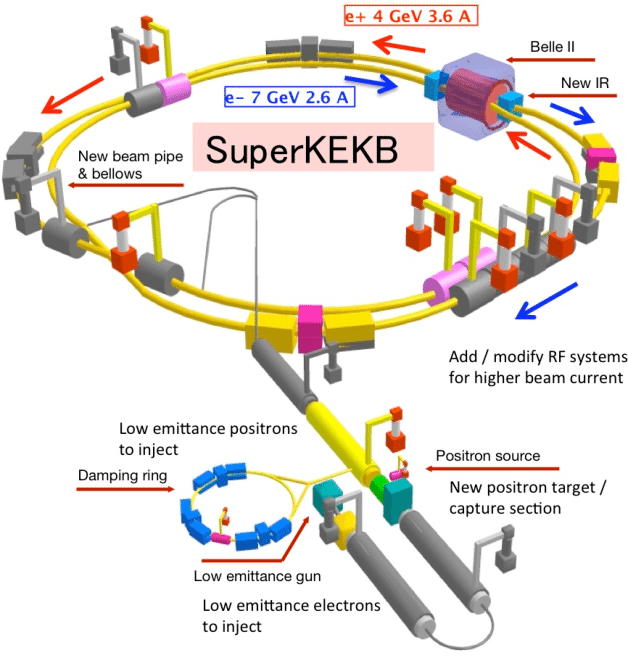 e+ 4 GeV 3.6 A
Belle II
New IR
e- 7 GeV 2.6 A
SuperKEKB
New beam pipe
& bellows
Add / modify RF systems
for higher beam current
Low emittance positrons
to inject
Damping ring
Positron source
New positron target /
capture section
Low emittance gun
Low emittance electrons
to inject